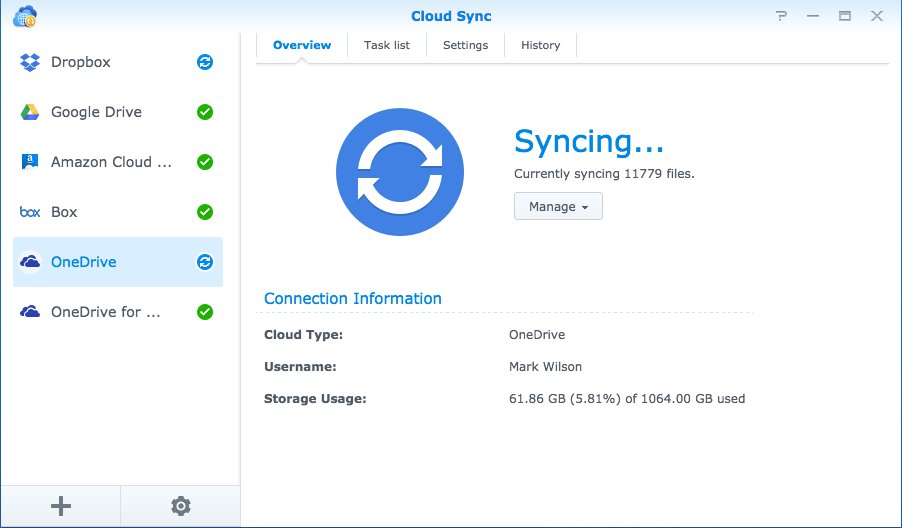 Cloud Sync
?
Dropbox
Google Drive
Amazon Cloud ...
box Box
OneDrive
OneDrive for ...
Overview Task list Settings History
Syncing...
Currently syncing 11779 files.
Manage
Connection Information
Cloud Type: OneDrive
Username: Mark Wilson
Storage Usage: 61.86 GB (5.81%) of 1064.00 GB used